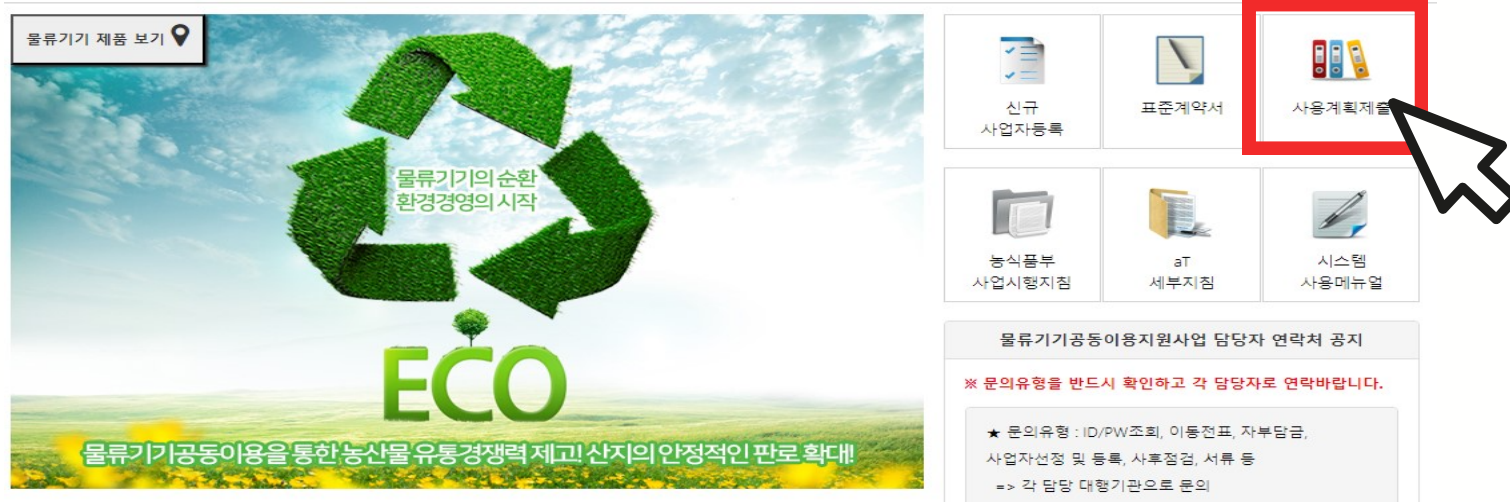 물류기기 제품 보기
물류기기의 순환
환경경영의 시작
ECO
물류기기공동이용을 통한 농산물 유통경쟁력 제고! 산지의 안정적인 판로 확대!
신규
사업자등록
표준계약서
사용계획제출
농식품부
사업시행지침
aT
세부지침
시스템
사용메뉴얼
물류기기공동이용지원사업 담당자 연락처 공지
※ 문의유형을 반드시 확인하고 각 담당자로 연락바랍니다.
★ 문의유형 : ID/PW조회, 이동전표, 자부담금,
사업자선정 및 등록, 사후점검, 서류 등
=> 각 담당 대행기관으로 문의